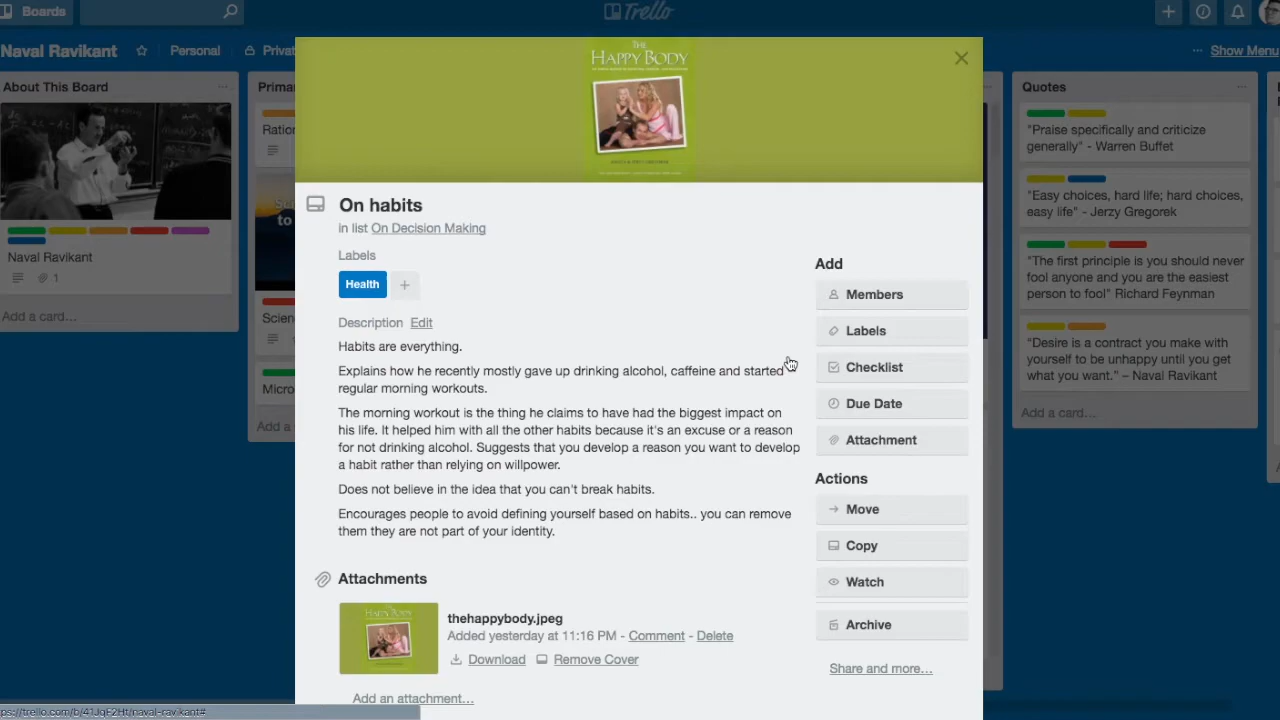 Boards
Trello
Naval Ravikant
Personal
Show Menu
About This Board
Naval Ravikant
1
Add a card…
THE
HAPPY BODY
On habits
in list On Decision Making
Labels
Health
Description Edit
Habits are everything.
Explains how he recently mostly gave up drinking alcohol, caffeine and started
regular morning workouts.
The morning workout is the thing he claims to have had the biggest impact on
his life. It helped him with all the other habits because it's an excuse or a reason
for not drinking alcohol. Suggests that you develop a reason you want to develop
a habit rather than relying on willpower.
Does not believe in the idea that you can't break habits.
Encourages people to avoid defining yourself based on habits.. you can remove
them they are not part of your identity.
Attachments
HAPPY BODY
thehappybody.jpeg
Added yesterday at 11:16 PM - Comment - Delete
Download Remove Cover
Add an attachment…
Add
Members
Labels
Checklist
Due Date
Attachment
Actions
Move
Copy
Watch
Archive
Share and more…
Quotes
"Praise specifically and criticize
generally" - Warren Buffet
"Easy choices, hard life; hard choices,
easy life" - Jerzy Gregorek
"The first principle is you should never
fool anyone and you are the easiest
person to fool" Richard Feynman
"Desire is a contract you make with
yourself to be unhappy until you get
what you want." – Naval Ravikant
Add a card…
ps://trello.com/b/41JqF2Ht/naval-ravikant#